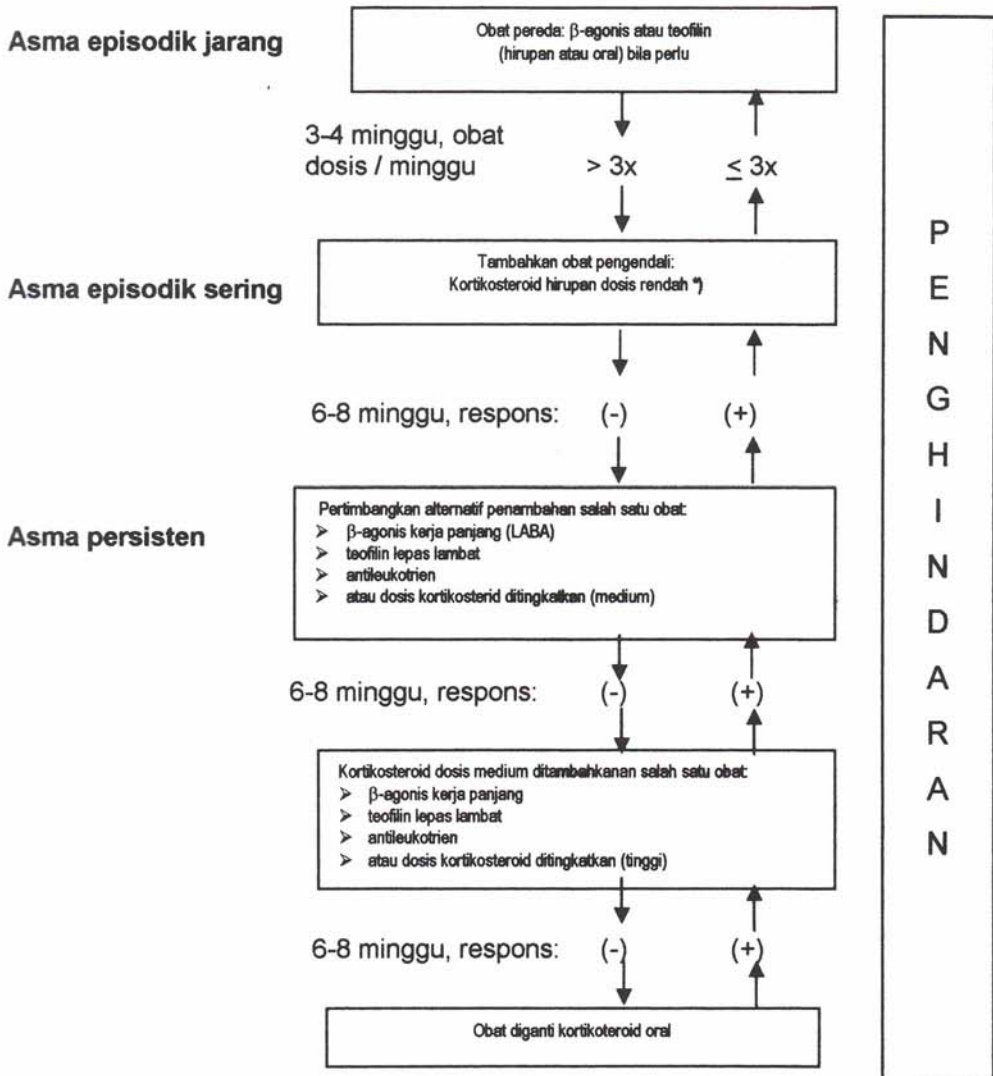 Asma episodik jarang
Obat pereda: β-agonis atau teofilin
(hirupan atau oral) bila perlu
3-4 minggu, obat
dosis / minggu
> 3x
≤ 3x
Asma episodik sering
Tambahkan obat pengendali:
Kortikosteroid hirupan dosis rendah *)
6-8 minggu, respons:
(-)
(+)
Asma persisten
Pertimbangkan alternatif penambahan salah satu obat:
➢ β-agonis kerja panjang (LABA)
➢ teofilin lepas lambat
➢ antileukotrien
➢ atau dosis kortikosterid ditingkatkan (medium)
6-8 minggu, respons:
(-)
(+)
Kortikosteroid dosis medium ditambahkanan salah satu obat:
➢ β-agonis kerja panjang
➢ teofilin lepas lambat
➢ antileukotrien
➢ atau dosis kortikosteroid ditingkatkan (tinggi)
6-8 minggu, respons:
(-)
(+)
Obat diganti kortikoteroid oral
P
E
N
G
H
I
N
D
A
R
A
N